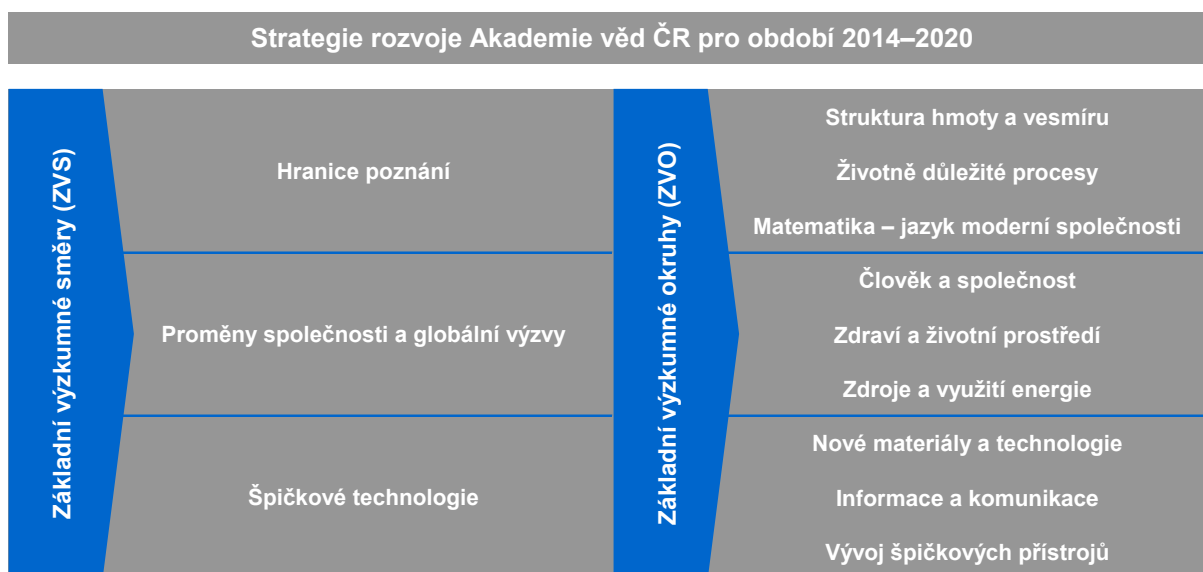 Strategie rozvoje Akademie věd ČR pro období 2014–2020
Základní výzkumné směry (ZVS)
Hranice poznání
Proměny společnosti a globální výzvy
Špičkové technologie
Základní výzkumné okruhy (ZVO)
Struktura hmoty a vesmíru
Životně důležité procesy
Matematika – jazyk moderní společnosti
Člověk a společnost
Zdraví a životní prostředí
Zdroje a využití energie
Nové materiály a technologie
Informace a komunikace
Vývoj špičkových přístrojů